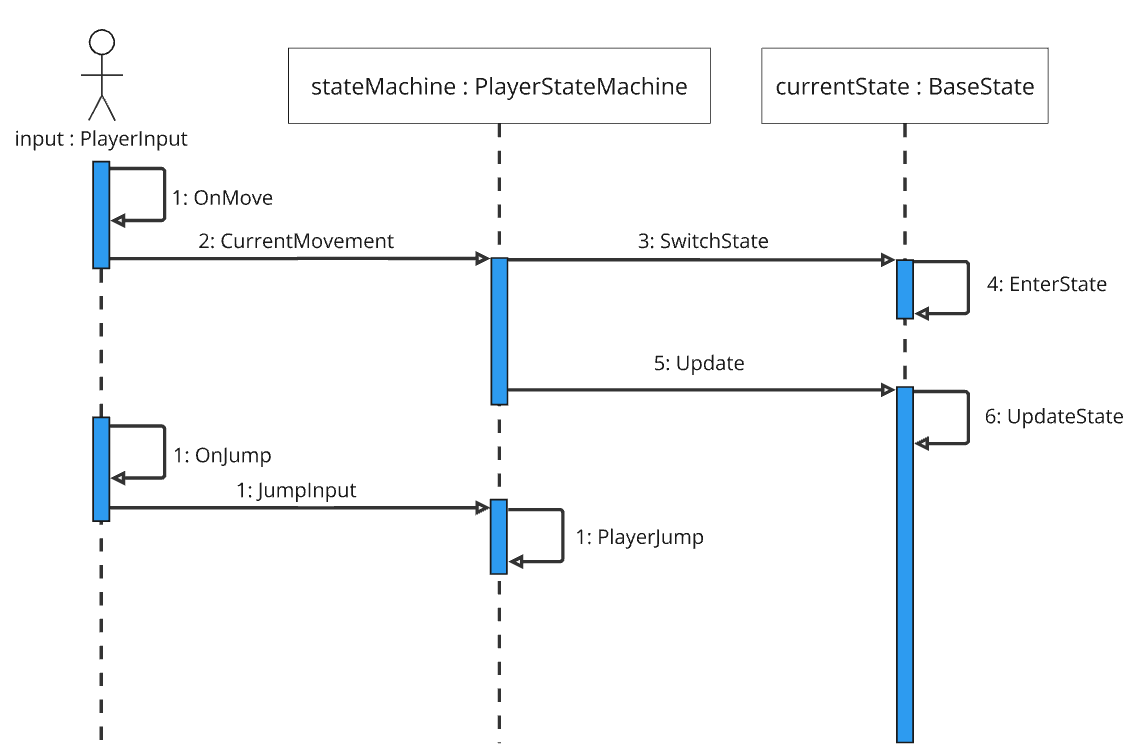 stateMachine : PlayerStateMachine
currentState : BaseState
input : PlayerInput
1: OnMove
2: CurrentMovement
3: SwitchState
4: EnterState
5: Update
6: UpdateState
1: OnJump
1: JumpInput
1: PlayerJump